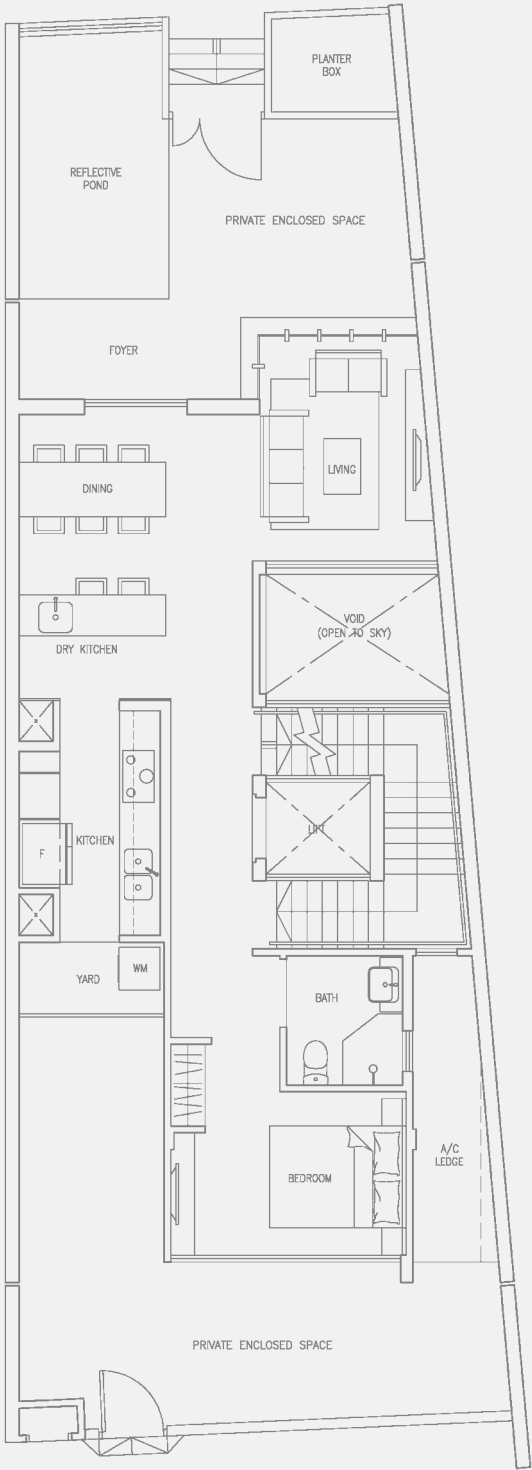 PLANTER
BOX
REFLECTIVE
POND
PRIVATE ENCLOSED SPACE
FOYER
LIVING
DINING
VOID
(OPEN TO SKY)
DRY KITCHEN
LIFT
KITCHEN
F
WM
YARD
BATH
A/C
LEDGE
BEDROOM
PRIVATE ENCLOSED SPACE